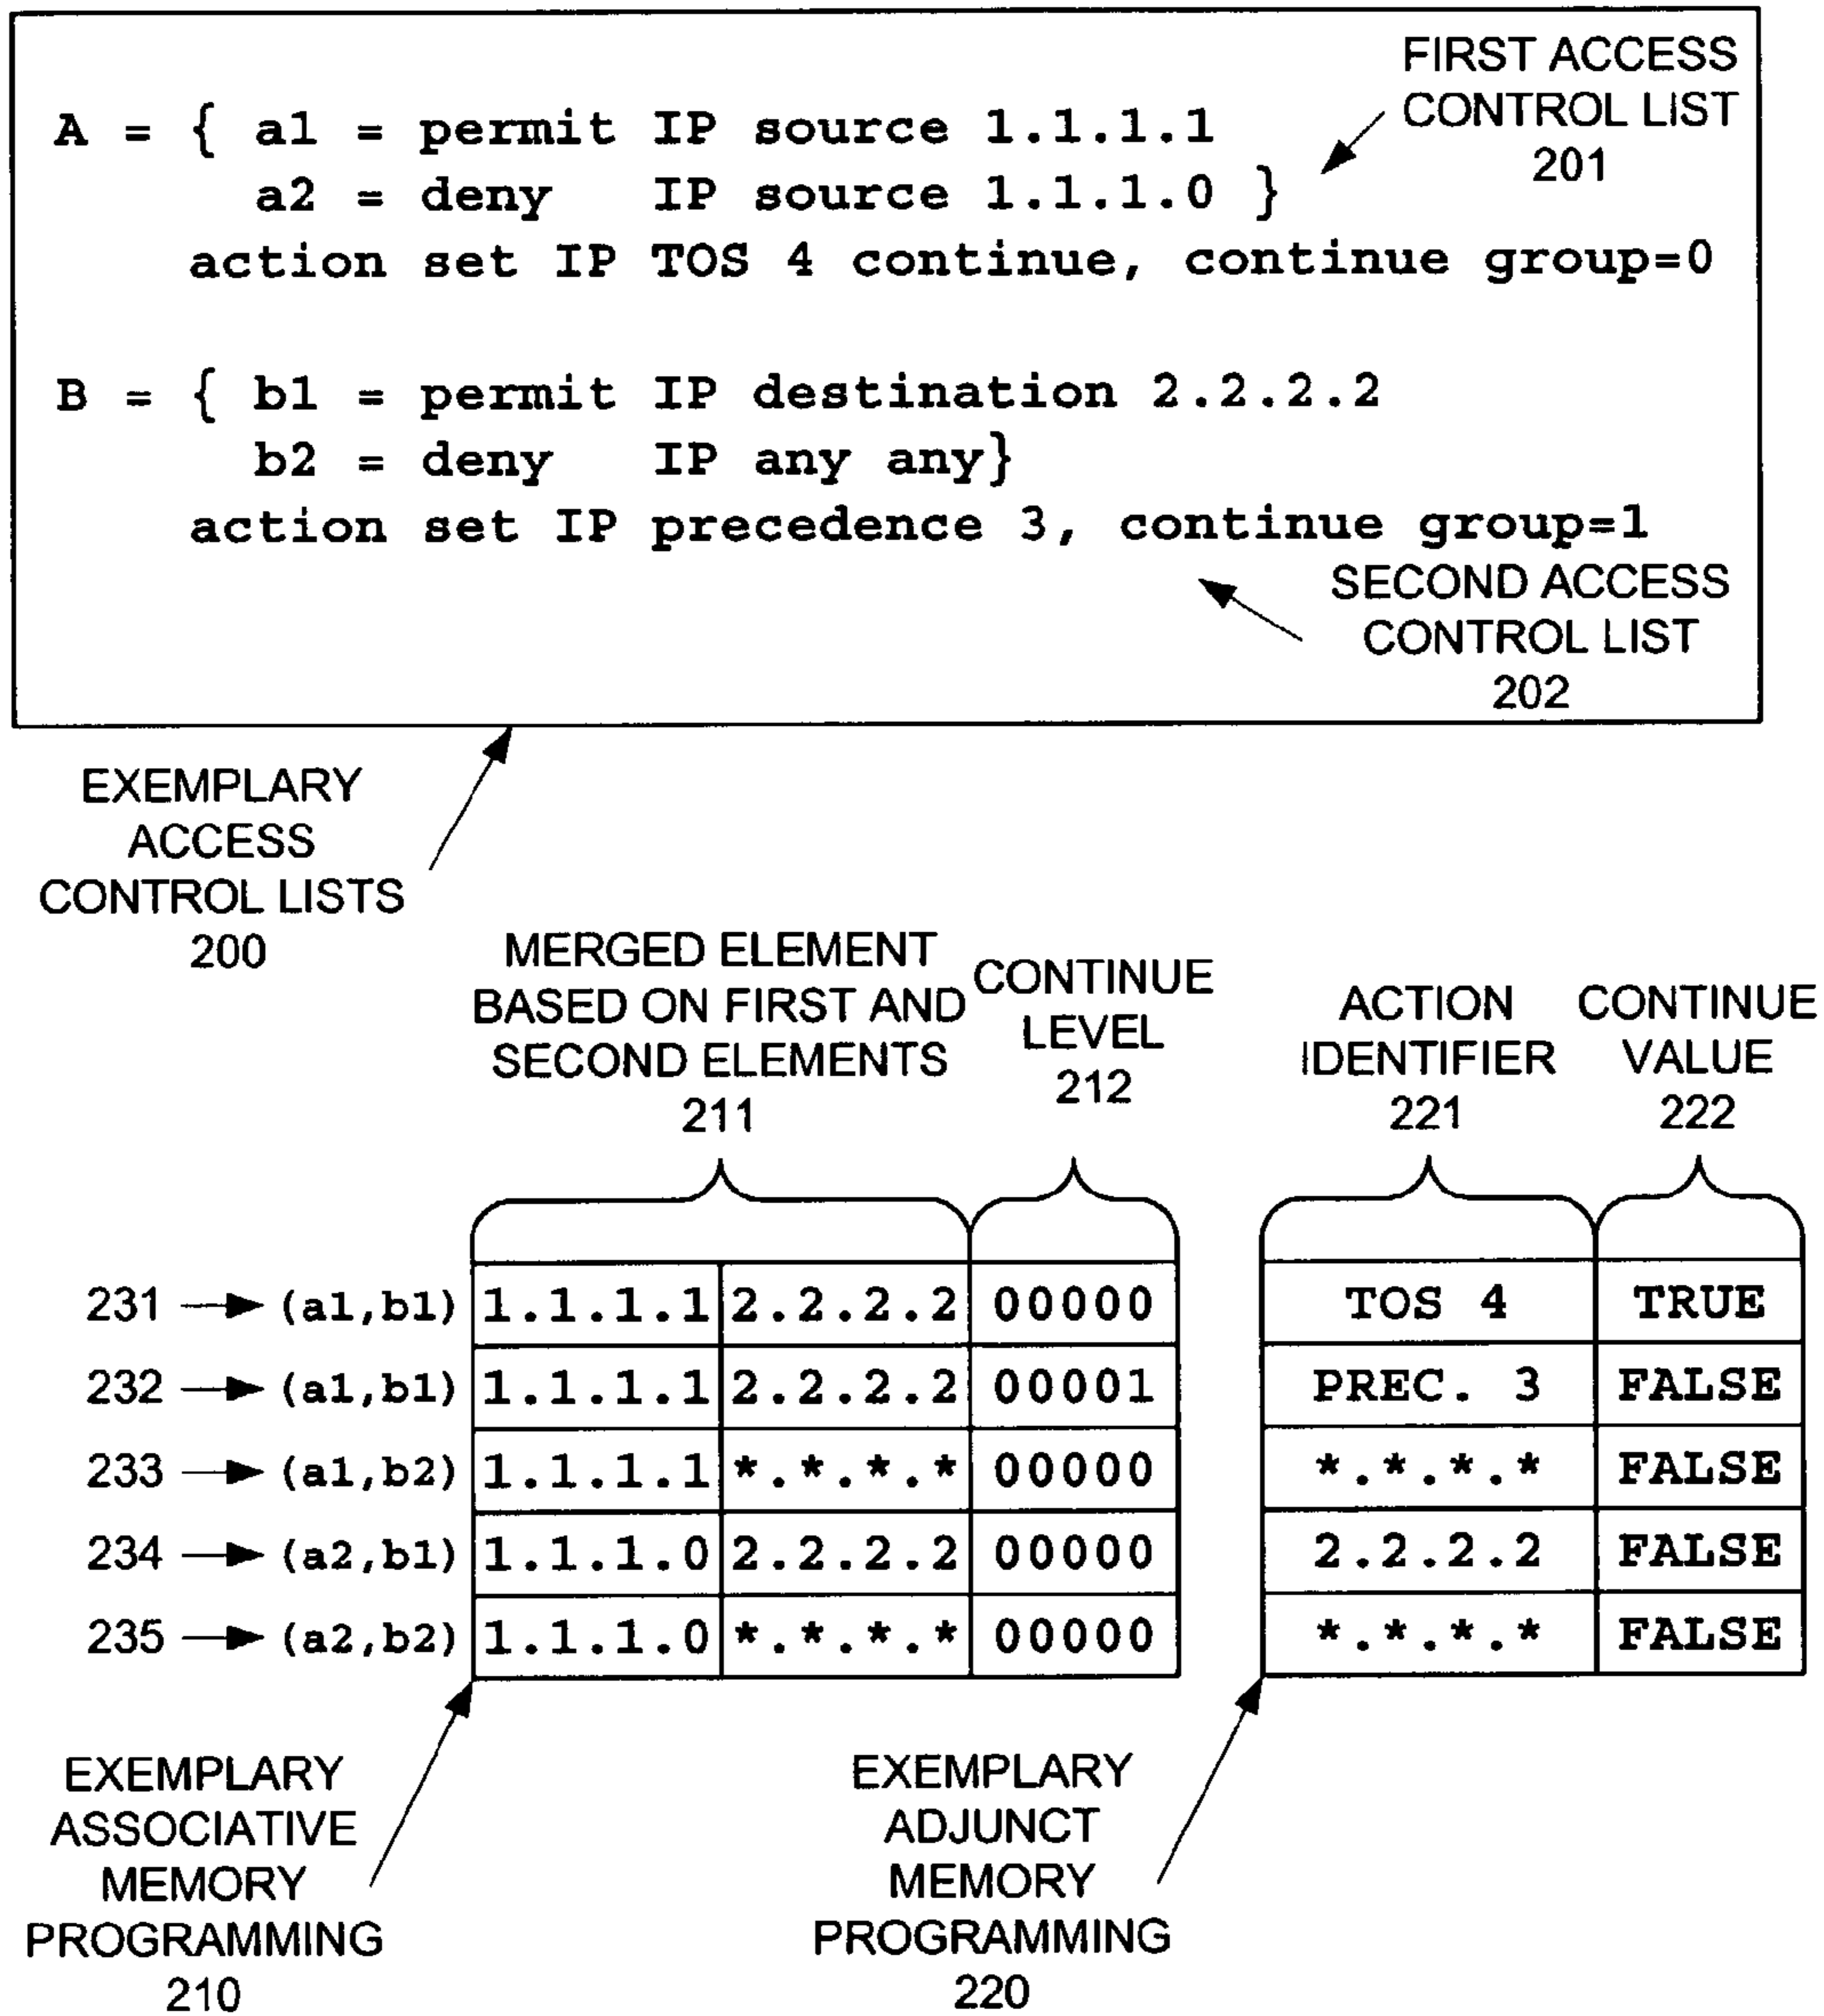 A = { a1 = permit IP source 1.1.1.1
a2 = deny IP source 1.1.1.0 }
action set IP TOS 4 continue, continue group=0
FIRST ACCESS
CONTROL LIST
201
B = { b1 = permit IP destination 2.2.2.2
b2 = deny IP any any}
action set IP precedence 3, continue group=1
SECOND ACCESS
CONTROL LIST
202
EXEMPLARY
ACCESS
CONTROL LISTS
200
MERGED ELEMENT
BASED ON FIRST AND
SECOND ELEMENTS
211
CONTINUE
LEVEL
212
ACTION
IDENTIFIER
221
CONTINUE
VALUE
222
231 (a1,b1) 1.1.1.1 2.2.2.2 00000 TOS 4 TRUE
232 (a1,b1) 1.1.1.1 2.2.2.2 00001 PREC. 3 FALSE
233 (a1,b2) 1.1.1.1 *.*.*.* 00000 *.*.*.* FALSE
234 (a2,b1) 1.1.1.0 2.2.2.2 00000 2.2.2.2 FALSE
235 (a2,b2) 1.1.1.0 *.*.*.* 00000 *.*.*.* FALSE
EXEMPLARY
ASSOCIATIVE
MEMORY
PROGRAMMING
210
EXEMPLARY
ADJUNCT
MEMORY
PROGRAMMING
220